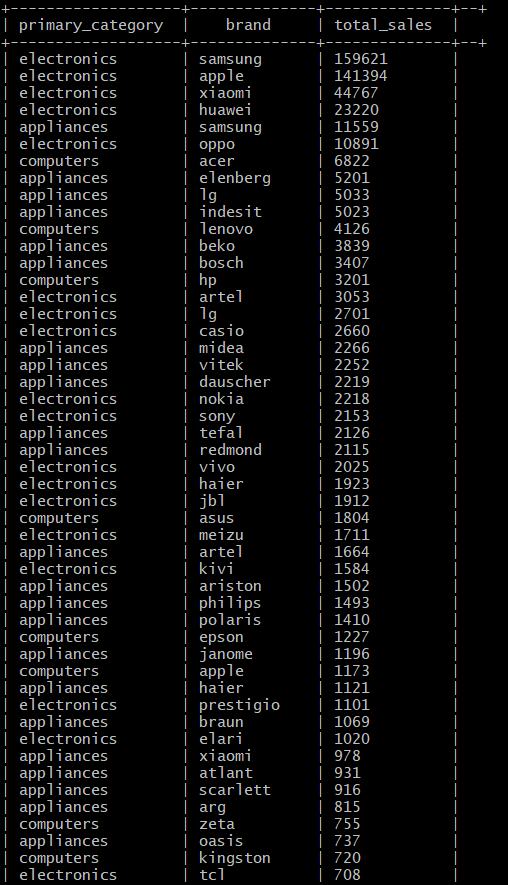 +-------------------+--------------+--------------+--+
| primary_category | brand | total_sales |
+-------------------+--------------+--------------+--+
| electronics | samsung | 159621 |
| electronics | apple | 141394 |
| electronics | xiaomi | 44767 |
| electronics | huawei | 23220 |
| appliances | samsung | 11559 |
| electronics | oppo | 10891 |
| computers | acer | 6822 |
| appliances | elenberg | 5201 |
| appliances | lg | 5033 |
| appliances | indesit | 5023 |
| computers | lenovo | 4126 |
| appliances | beko | 3839 |
| appliances | bosch | 3407 |
| computers | hp | 3201 |
| electronics | artel | 3053 |
| electronics | lg | 2701 |
| electronics | casio | 2660 |
| appliances | midea | 2266 |
| appliances | vitek | 2252 |
| appliances | dauscher | 2219 |
| electronics | nokia | 2218 |
| electronics | sony | 2153 |
| appliances | tefal | 2126 |
| appliances | redmond | 2115 |
| electronics | vivo | 2025 |
| electronics | haier | 1923 |
| electronics | jbl | 1912 |
| computers | asus | 1804 |
| electronics | meizu | 1711 |
| appliances | artel | 1664 |
| electronics | kivi | 1584 |
| appliances | ariston | 1502 |
| appliances | philips | 1493 |
| appliances | polaris | 1410 |
| computers | epson | 1227 |
| appliances | janome | 1196 |
| computers | apple | 1173 |
| appliances | haier | 1121 |
| electronics | prestigio | 1101 |
| appliances | braun | 1069 |
| electronics | elari | 1020 |
| appliances | xiaomi | 978 |
| appliances | atlant | 931 |
| appliances | scarlett | 916 |
| appliances | arg | 815 |
| computers | zeta | 755 |
| appliances | oasis | 737 |
| computers | kingston | 720 |
| electronics | tcl | 708 |